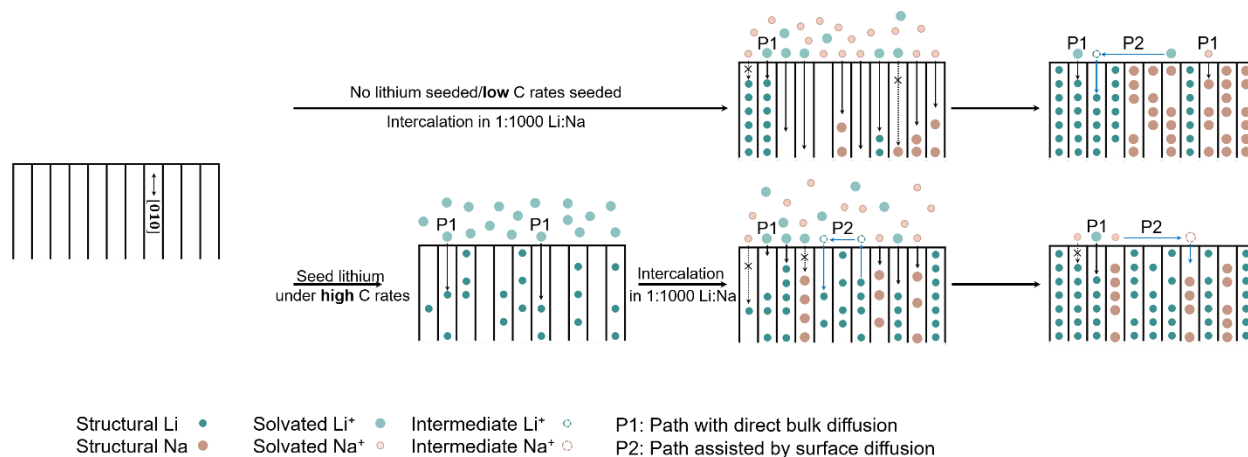 P1
P1
P2
P1
No lithium seeded/low C rates seeded
Intercalation in 1:1000 Li:Na
[010]
P1
P1
P1
P2
P1
P2
Seed lithium
under high C rates
Intercalation
in 1:1000 Li:Na
Structural Li
Solvated Li⁺
Intermediate Li⁺
P1: Path with direct bulk diffusion
Structural Na
Solvated Na⁺
Intermediate Na⁺
P2: Path assisted by surface diffusion